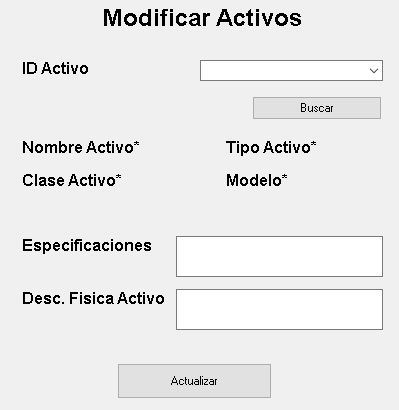 Modificar Activos
ID Activo
Buscar
Nombre Activo* Tipo Activo*
Clase Activo* Modelo*
Especificaciones
Desc. Fisica Activo
Actualizar